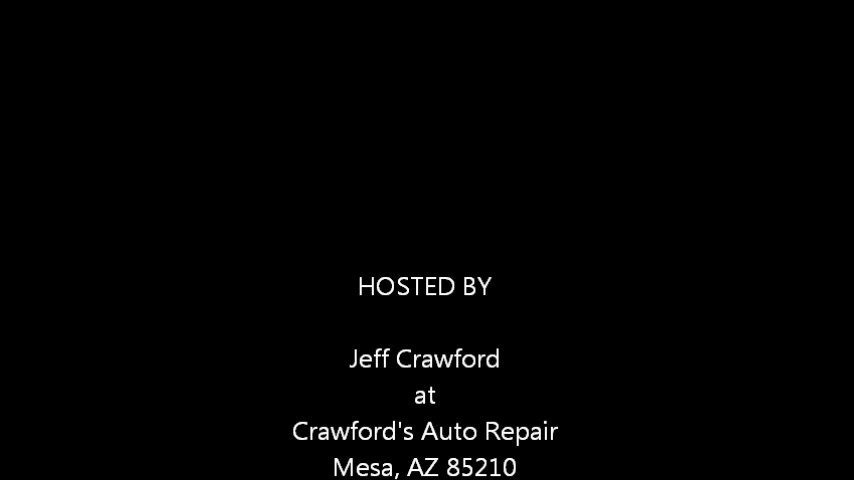 HOSTED BY
Jeff Crawford
at
Crawford's Auto Repair
Mesa, AZ 85210